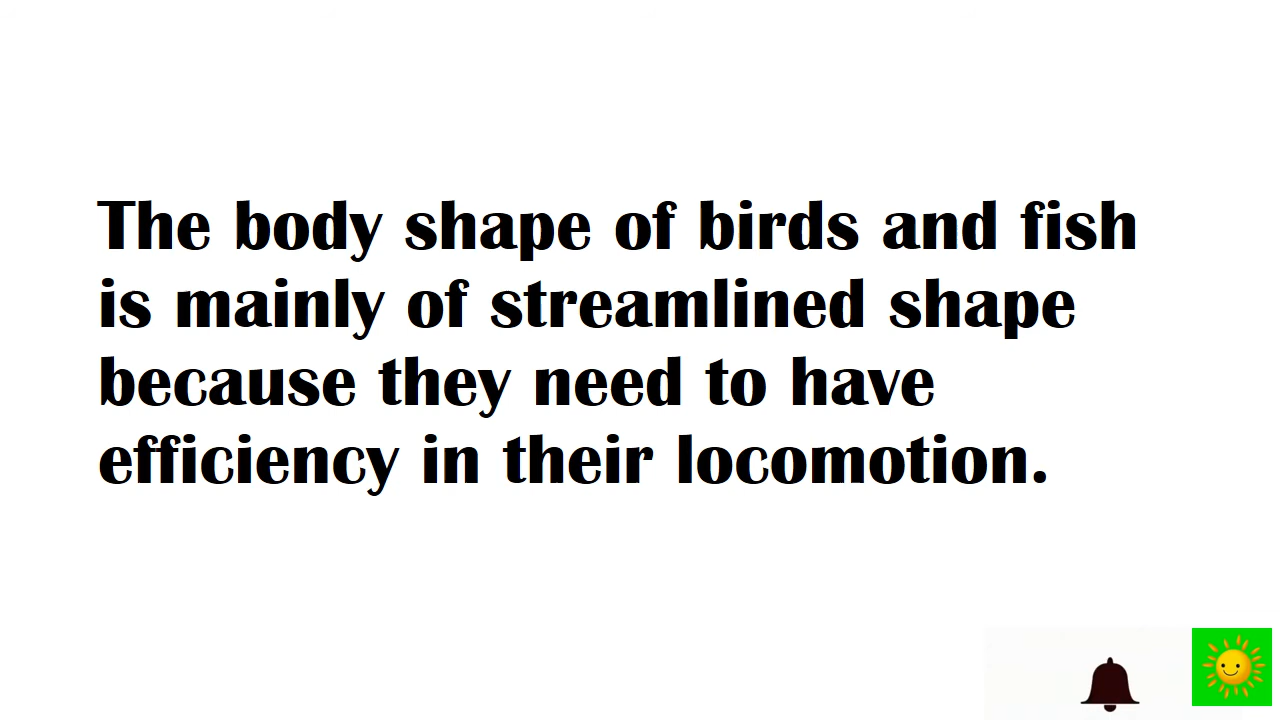 The body shape of birds and fish
is mainly of streamlined shape
because they need to have
efficiency in their locomotion.